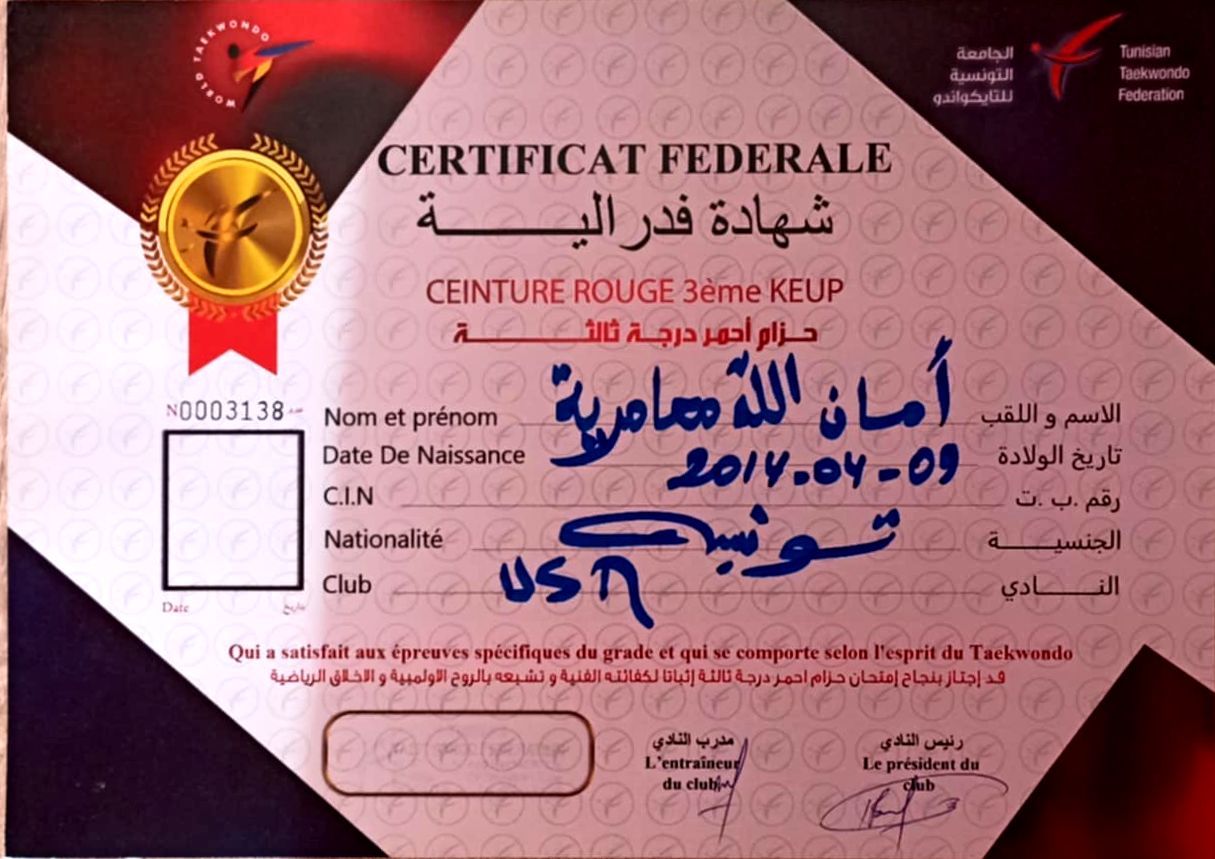 WORLD TAEKWONDO
الجامعة
التونسية
للتايكواندو
Tunisian
Taekwondo
Federation
CERTIFICAT FEDERALE
شهادة فدرالية
CEINTURE ROUGE 3ème KEUP
حزام أحمر درجة ثالثة
N0003138 عدد
Nom et prénom أمان الله معامرية الاسم و اللقب
Date De Naissance 2014-04-09 تاريخ الولادة
C.I.N رقم .ب .ت
Nationalité تونسي الجنسية
Club النادي
Date تاريخ
Qui a satisfait aux épreuves spécifiques du grade et qui se comporte selon l'esprit du Taekwondo
قد إجتاز بنجاح إمتحان حزام احمر درجة ثالثة إثباتا لكفائته الفنية و تشبعه بالروح الاولمبية و الاخلاق الرياضية
مدرب النادي
L'entraîneur
du club
رئيس النادي
Le président du
club